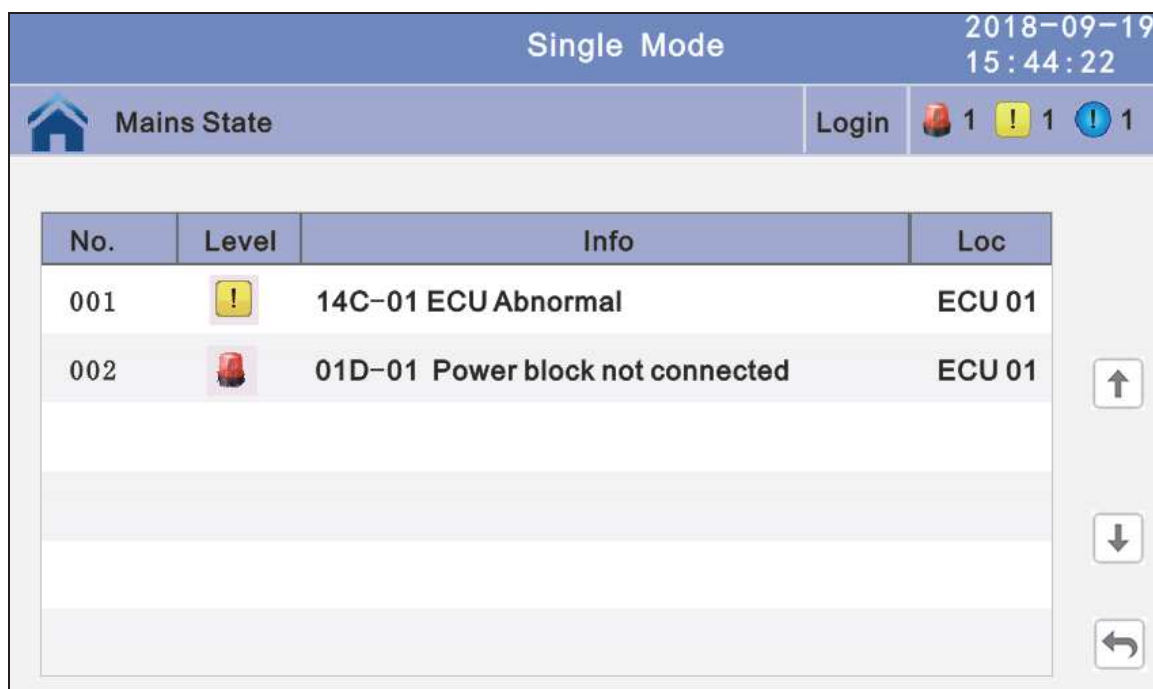 Single Mode
2018-09-19
15:44:22
Mains State Login 1 ! 1 ! 1
No. Level Info Loc
001 ! 14C-01 ECU Abnormal ECU 01
002 01D-01 Power block not connected ECU 01